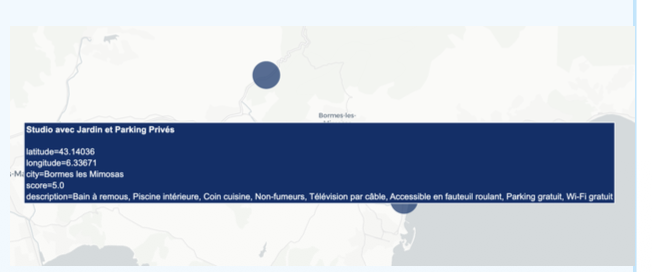 Bormes-les-
Studio avec Jardin et Parking Privés
latitude=43.14036
longitude=6.33671
city=Bormes les Mimosas
score=5.0
description=Bain à remous, Piscine intérieure, Coin cuisine, Non-fumeurs, Télévision par câble, Accessible en fauteuil roulant, Parking gratuit, Wi-Fi gratuit